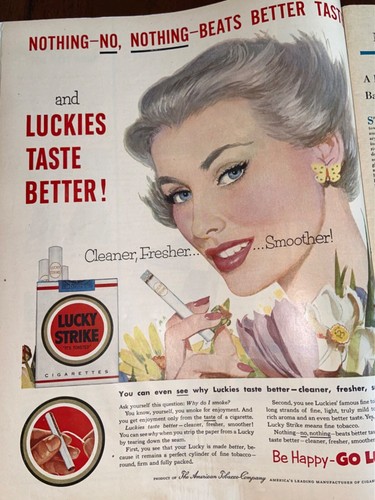 NOTHING—NO, NOTHING—BEATS BETTER TAST
and
LUCKIES
TASTE
BETTER!
Cleaner, Fresher... ...Smoother!
LUCKY
STRIKE
CIGARETTES
You can even see why Luckies taste better—cleaner, fresher, s
Ask yourself this question: Why do I smoke?
You know, yourself, you smoke for enjoyment. And
you get enjoyment only from the taste of a cigarette.
Luckies taste better—cleaner, fresher, smoother!
You can see why when you strip the paper from a Lucky
by tearing down the seam.
First, you see that your Lucky is made better, be-
cause it remains a perfect cylinder of fine tobacco—
round, firm and fully packed.
Second, you see Luckies' famous fine t
long strands of fine, light, truly mild t
rich aroma and an even better taste. Yes,
Lucky Strike means fine tobacco.
No, nothing—no, nothing—beats bet
taste better—cleaner, fresher, smoother
Be Happy—GO L
PRODUCT OF The American Tobacco Company
AMERICA'S LEADING MANUFACTURER OF CIGAR